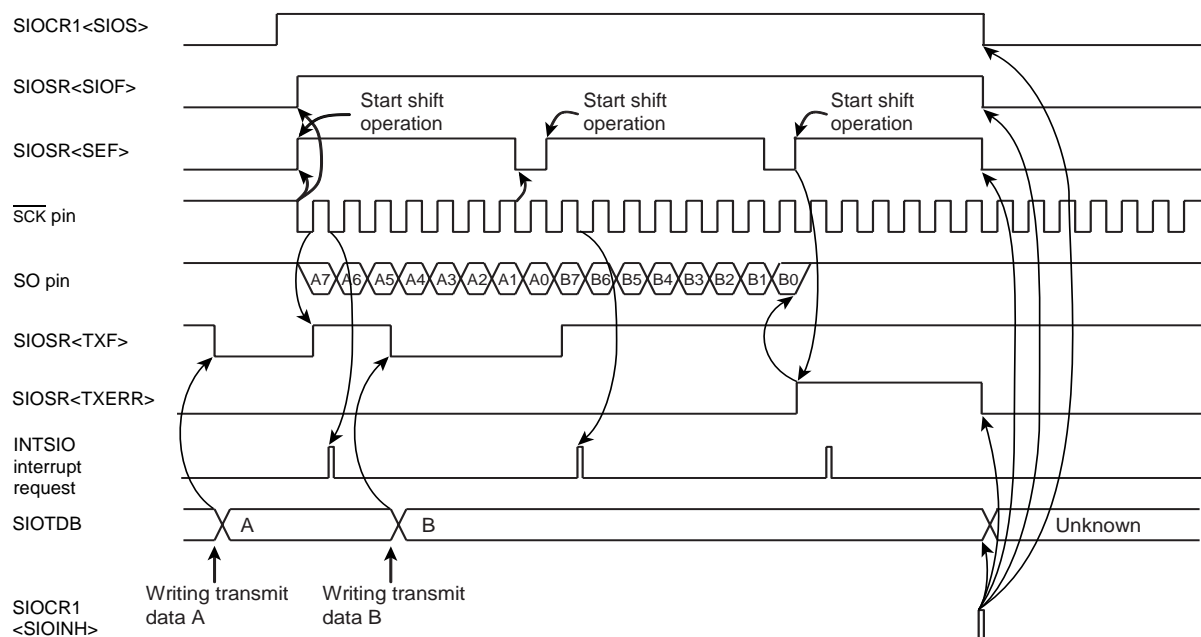 SIOCR1<SIOS>
SIOSR<SIOF>
Start shift
operation
Start shift
operation
Start shift
operation
SIOSR<SEF>
SCK pin
SO pin
A7 A6 A5 A4 A3 A2 A1 A0 B7 B6 B5 B4 B3 B2 B1 B0
SIOSR<TXF>
SIOSR<TXERR>
INTSIO
interrupt
request
SIOTDB
A
B
Unknown
Writing transmit
data A
Writing transmit
data B
SIOCR1
<SIOINH>